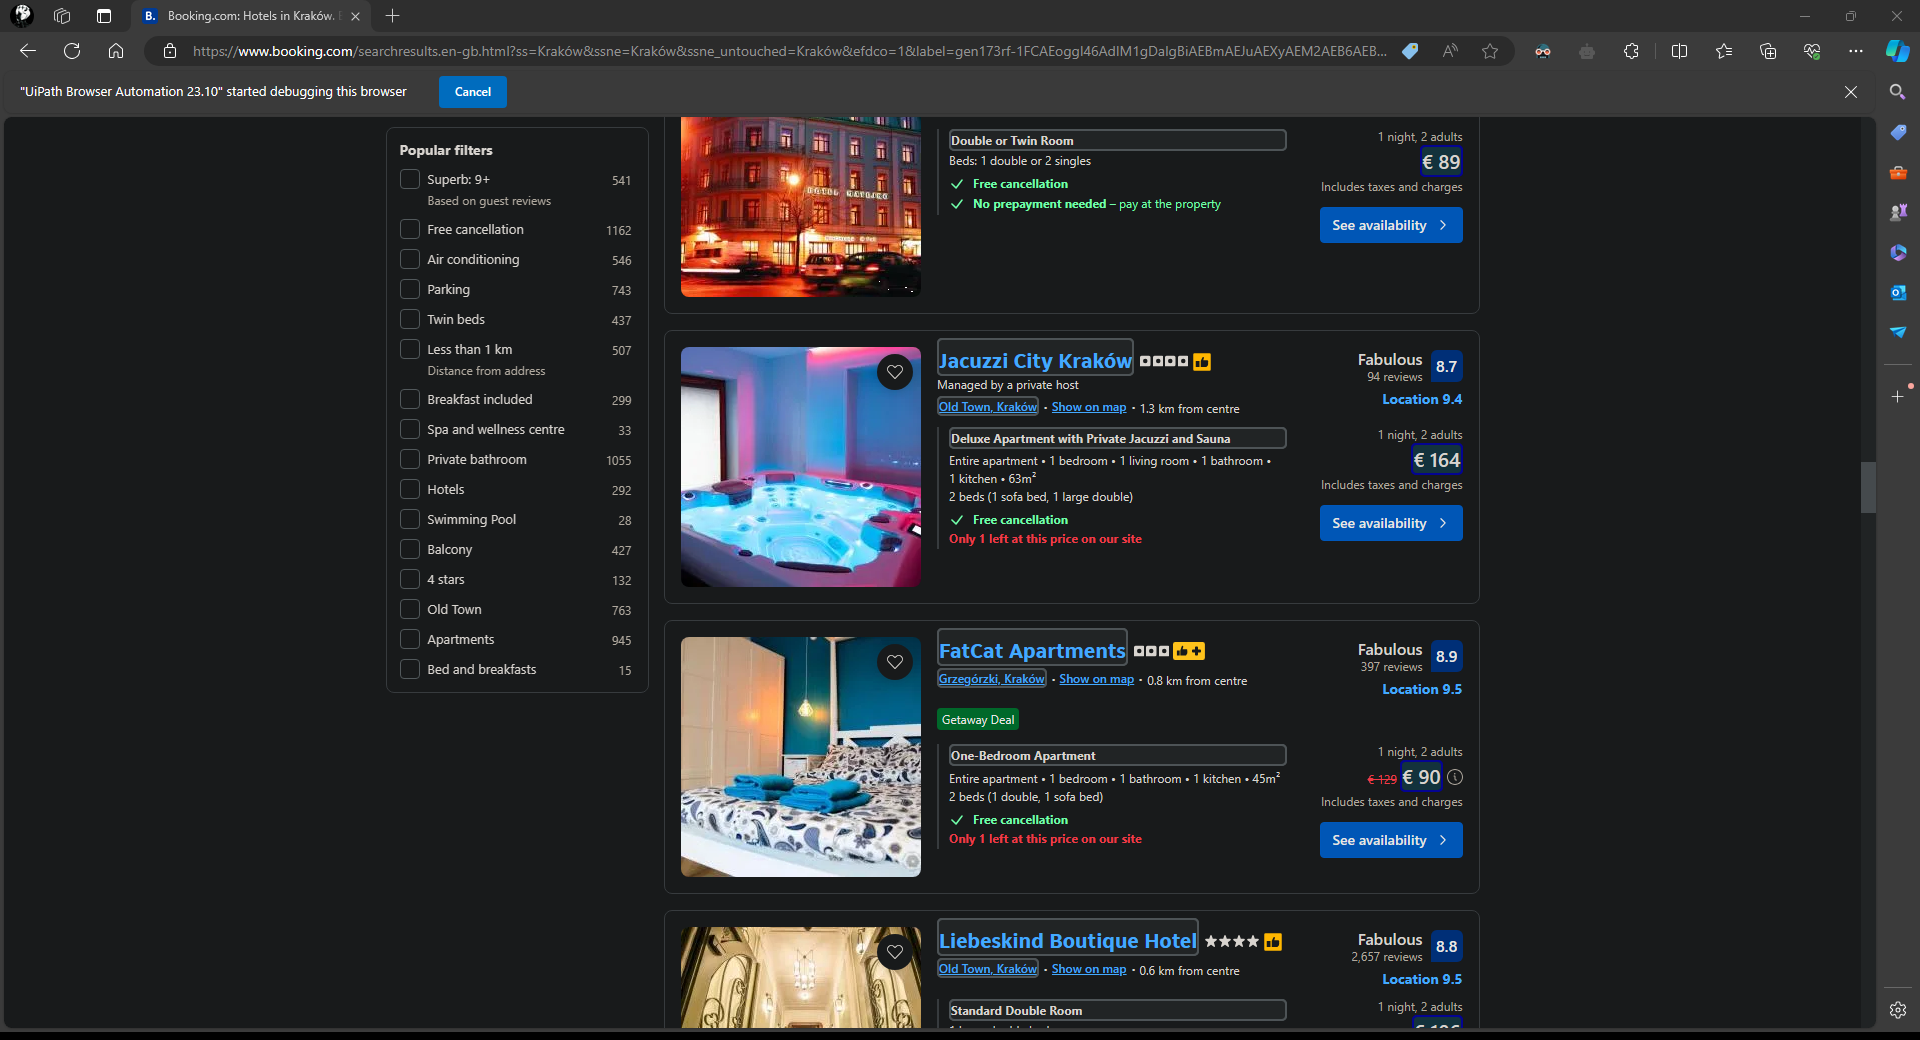 Booking.com: Hotels in Kraków.
https://www.booking.com/searchresults.en-gb.html?ss=Kraków&ssne=Kraków&ssne_untouched=Kraków&efdco=1&label=gen173rf-1FCAEoggI46AdIM1gDalgBiAEBmAEJuAEXyAEM2AEB6AEB...
"UiPath Browser Automation 23.10" started debugging this browser
Cancel
Popular filters
Superb: 9+ 541
Based on guest reviews
Free cancellation 1162
Air conditioning 546
Parking 743
Twin beds 437
Less than 1 km 507
Distance from address
Breakfast included 299
Spa and wellness centre 33
Private bathroom 1055
Hotels 292
Swimming Pool 28
Balcony 427
4 stars 132
Old Town 763
Apartments 945
Bed and breakfasts 15
Double or Twin Room
Beds: 1 double or 2 singles
Free cancellation
No prepayment needed – pay at the property
1 night, 2 adults
€ 89
Includes taxes and charges
See availability
Jacuzzi City Kraków
Managed by a private host
Old Town, Kraków • Show on map • 1.3 km from centre
Fabulous 8.7
94 reviews
Location 9.4
Deluxe Apartment with Private Jacuzzi and Sauna
Entire apartment • 1 bedroom • 1 living room • 1 bathroom •
1 kitchen • 63m²
2 beds (1 sofa bed, 1 large double)
Free cancellation
Only 1 left at this price on our site
1 night, 2 adults
€ 164
Includes taxes and charges
See availability
FatCat Apartments
Grzegórzki, Kraków • Show on map • 0.8 km from centre
Fabulous 8.9
397 reviews
Location 9.5
Getaway Deal
One-Bedroom Apartment
Entire apartment • 1 bedroom • 1 bathroom • 1 kitchen • 45m²
2 beds (1 double, 1 sofa bed)
Free cancellation
Only 1 left at this price on our site
1 night, 2 adults
€ 129 € 90
Includes taxes and charges
See availability
Liebeskind Boutique Hotel
Old Town, Kraków • Show on map • 0.6 km from centre
Fabulous 8.8
2,657 reviews
Location 9.5
Standard Double Room
1 night, 2 adults